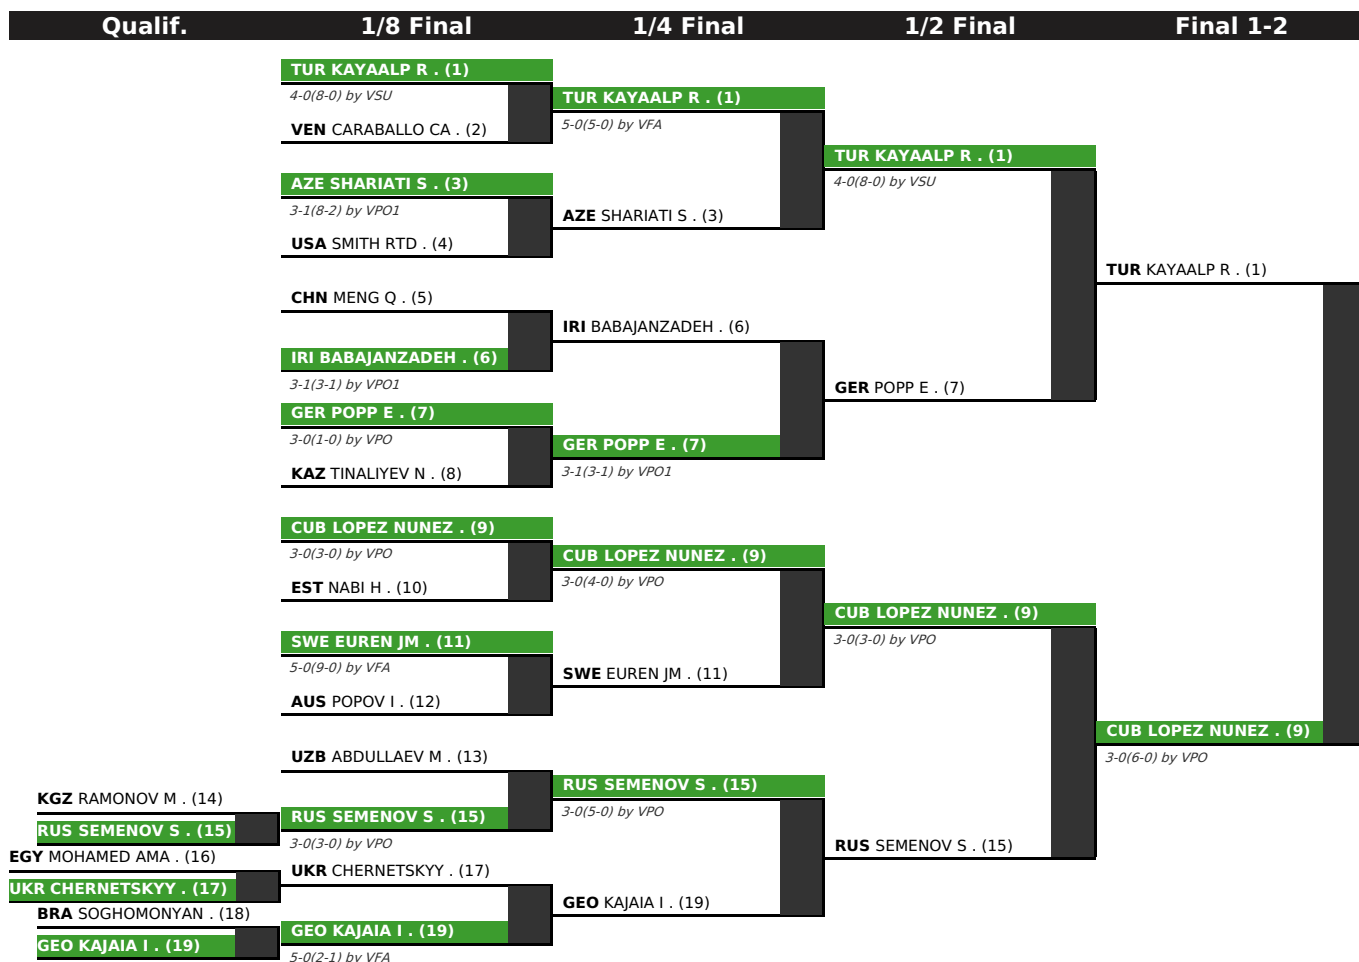 Qualif.
1/8 Final
1/4 Final
1/2 Final
Final 1-2
KGZ RAMONOV M . (14)
RUS SEMENOV S . (15)
EGY MOHAMED AMA . (16)
UKR CHERNETSKYY . (17)
BRA SOGHOMONYAN . (18)
GEO KAJAIA I . (19)
TUR KAYAALP R . (1)
4-0(8-0) by VSU
VEN CARABALLO CA . (2)
AZE SHARIATI S . (3)
3-1(8-2) by VPO1
USA SMITH RTD . (4)
CHN MENG Q . (5)
IRI BABAJANZADEH . (6)
3-1(3-1) by VPO1
GER POPP E . (7)
3-0(1-0) by VPO
KAZ TINALIYEV N . (8)
CUB LOPEZ NUNEZ . (9)
3-0(3-0) by VPO
EST NABI H . (10)
SWE EUREN JM . (11)
5-0(9-0) by VFA
AUS POPOV I . (12)
UZB ABDULLAEV M . (13)
RUS SEMENOV S . (15)
3-0(3-0) by VPO
UKR CHERNETSKYY . (17)
GEO KAJAIA I . (19)
5-0(2-1) by VFA
TUR KAYAALP R . (1)
5-0(5-0) by VFA
AZE SHARIATI S . (3)
IRI BABAJANZADEH . (6)
GER POPP E . (7)
3-1(3-1) by VPO1
CUB LOPEZ NUNEZ . (9)
3-0(4-0) by VPO
SWE EUREN JM . (11)
RUS SEMENOV S . (15)
3-0(5-0) by VPO
GEO KAJAIA I . (19)
TUR KAYAALP R . (1)
4-0(8-0) by VSU
GER POPP E . (7)
CUB LOPEZ NUNEZ . (9)
3-0(3-0) by VPO
RUS SEMENOV S . (15)
TUR KAYAALP R . (1)
CUB LOPEZ NUNEZ . (9)
3-0(6-0) by VPO